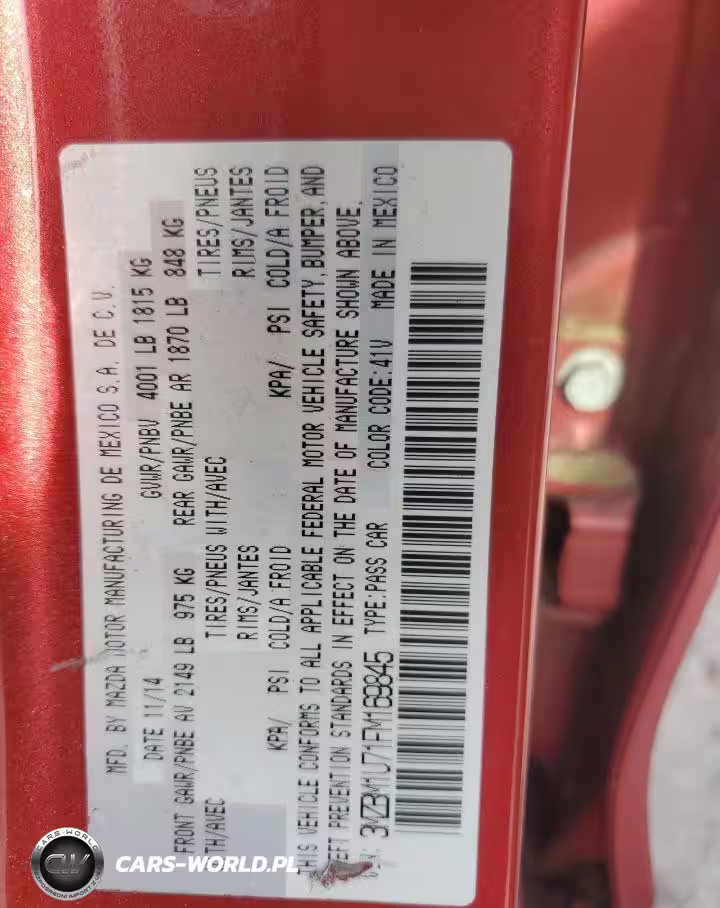 MFD. BY MAZDA MOTOR MANUFACTURING DE MEXICO S.A. DE C.V.
DATE 11/14 GVWR/PNBV 4001 LB 1815 KG
FRONT GAWR/PNBE AV 2149 LB 975 KG REAR GAWR/PNBE AR 1870 LB 848 KG
WITH/AVEC TIRES/PNEUS WITH/AVEC TIRES/PNEUS
RIMS/JANTES RIMS/JANTES
KPA/ PSI COLD/A FROID KPA/ PSI COLD/A FROID
THIS VEHICLE CONFORMS TO ALL APPLICABLE FEDERAL MOTOR VEHICLE SAFETY, BUMPER, AND
THEFT PREVENTION STANDARDS IN EFFECT ON THE DATE OF MANUFACTURE SHOWN ABOVE.
3MZBM1U71FM169845 TYPE:PASS CAR COLOR CODE:41V MADE IN MEXICO
CARS-WORLD
CW
CARS-WORLD.PL